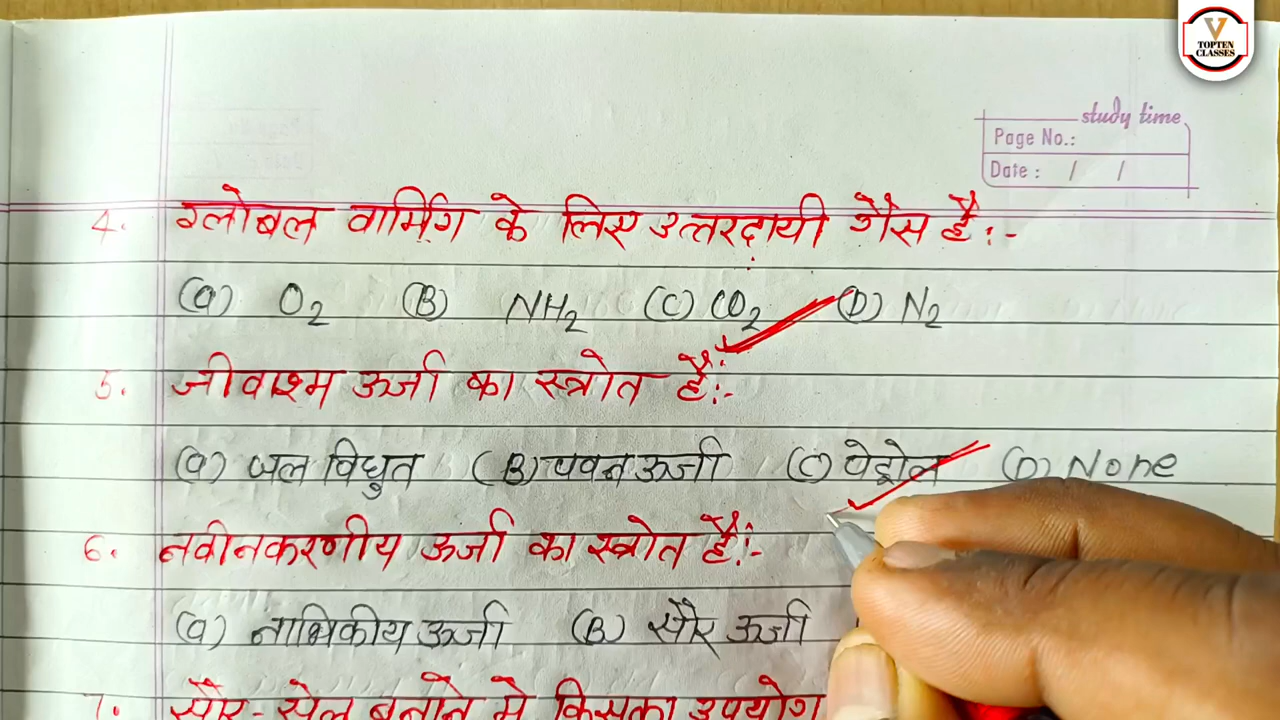 V
TOPTEN
CLASSES
study time
Page No.:
Date : / /
4. ग्लोबल वार्मिंग के लिए उत्तरदायी गैस है:-
(a) O2 (B) NH2 (C) CO2 (D) N2
5. जीवाश्म ऊर्जा का स्त्रोत है:-
(a) जल विधुत (B) पवन ऊर्जा (C) पेट्रोल (D) None
6. नवीनकरणीय ऊर्जा का स्त्रोत है:-
(a) नाभिकीय ऊर्जा (B) सौर ऊर्जा
7. सौर-सेल बनाने मे किसका उपयोग